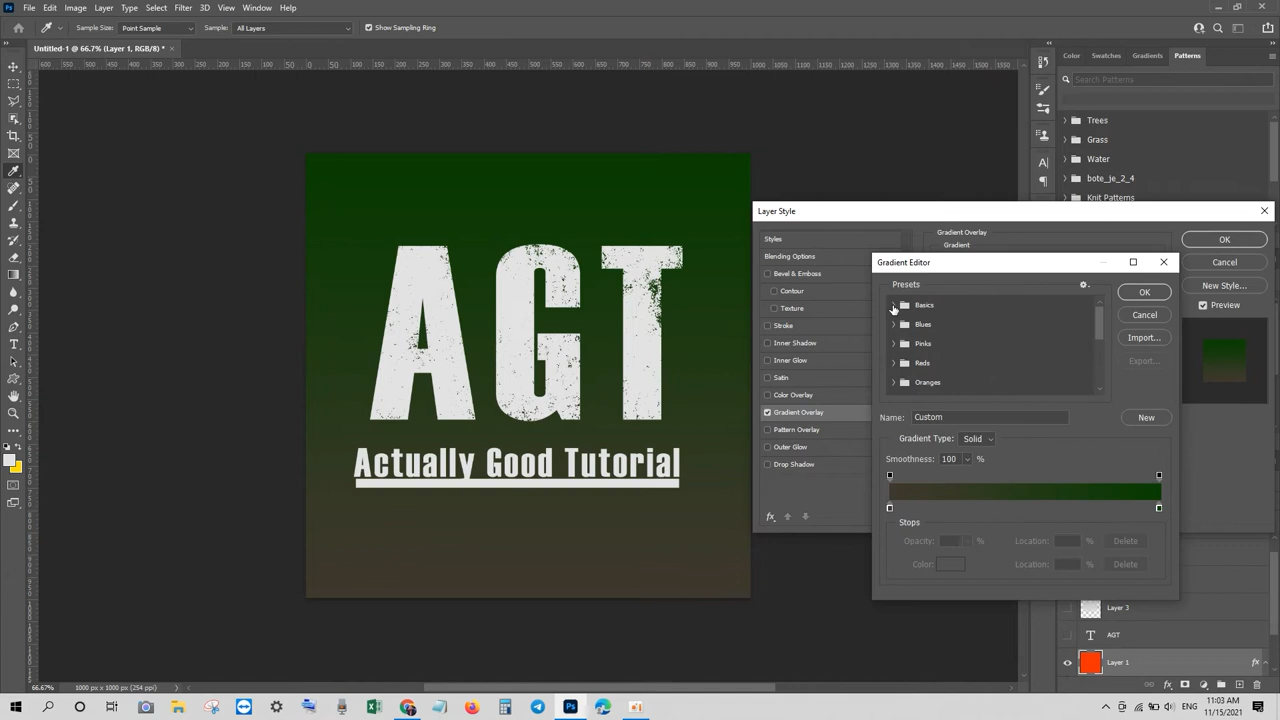 Ps File Edit Image Layer Type Select Filter 3D View Window Help
Sample Size: Point Sample Sample: All Layers Show Sampling Ring
Untitled-1 @ 66.7% (Layer 1, RGB/8) *
Color Swatches Gradients Patterns
Search Patterns
Trees
Grass
Water
bote_je_2_4
Knit Patterns
AGT
Actually Good Tutorial
Layer Style
Styles
Blending Options
Bevel & Emboss
Contour
Texture
Stroke
Inner Shadow
Inner Glow
Satin
Color Overlay
Gradient Overlay
Pattern Overlay
Outer Glow
Drop Shadow
fx
Gradient Overlay
Gradient
OK
Cancel
New Style...
Preview
Gradient Editor
Presets
Basics
Blues
Pinks
Reds
Oranges
OK
Cancel
Import...
Export...
Name: Custom
New
Gradient Type: Solid
Smoothness: 100 %
Stops
Opacity: % Location: % Delete
Color: Location: % Delete
Layer 3
T AGT
Layer 1 fx
66.67% 1000 px x 1000 px (254 ppi)
11:03 AM
11/15/2021